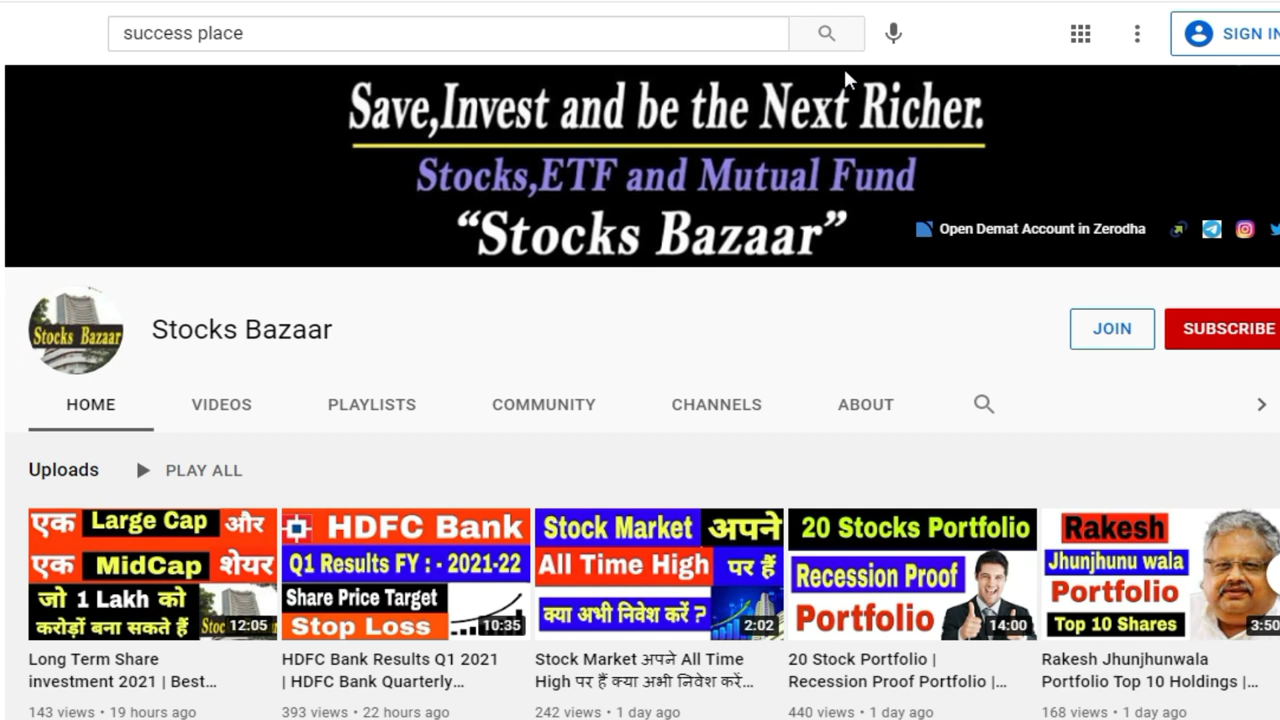 success place
SIGN IN
Save,Invest and be the Next Richer.
Stocks,ETF and Mutual Fund
“Stocks Bazaar”
Open Demat Account in Zerodha
Stocks Bazaar
Stocks Bazaar
JOIN
SUBSCRIBE
HOME VIDEOS PLAYLISTS COMMUNITY CHANNELS ABOUT
Uploads PLAY ALL
एक Large Cap और
एक MidCap शेयर
जो 1 Lakh को
करोड़ों बना सकते हैं
Stoc
12:05
HDFC Bank
Q1 Results FY : - 2021-22
Share Price Target
Stop Loss
10:35
Stock Market अपने
All Time High पर हैं
क्या अभी निवेश करें ?
2:02
20 Stocks Portfolio
Recession Proof
Portfolio
14:00
Rakesh
Jhunjhunu wala
Portfolio
Top 10 Shares
3:50
Long Term Share
investment 2021 | Best...
143 views • 19 hours ago
HDFC Bank Results Q1 2021
| HDFC Bank Quarterly...
393 views • 22 hours ago
Stock Market अपने All Time
High पर हैं क्या अभी निवेश करें...
242 views • 1 day ago
20 Stock Portfolio |
Recession Proof Portfolio |...
440 views • 1 day ago
Rakesh Jhunjhunwala
Portfolio Top 10 Holdings |...
168 views • 1 day ago